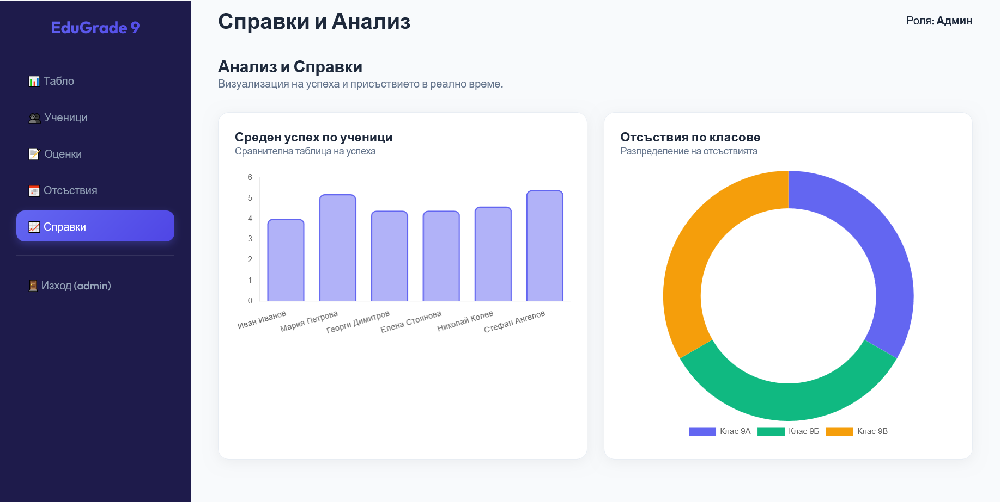 EduGrade 9
Табло
Ученици
Оценки
Отсъствия
Справки
Изход (admin)
Справки и Анализ
Роля: Админ
Анализ и Справки
Визуализация на успеха и присъствието в реално време.
Среден успех по ученици
Сравнителна таблица на успеха
6
5
4
3
2
1
0
Иван Иванов
Мария Петрова
Георги Димитров
Елена Стоянова
Николай Колев
Стефан Ангелов
Отсъствия по класове
Разпределение на отсъствията
Клас 9А
Клас 9Б
Клас 9В